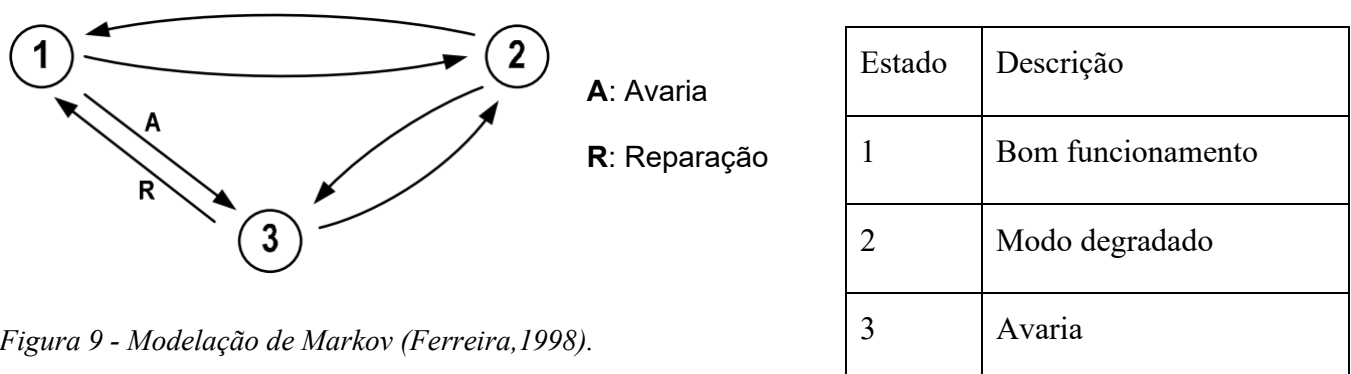 1
2
A
R
3
A: Avaria
R: Reparação
Figura 9 - Modelação de Markov (Ferreira,1998).
Estado Descrição
1 Bom funcionamento
2 Modo degradado
3 Avaria